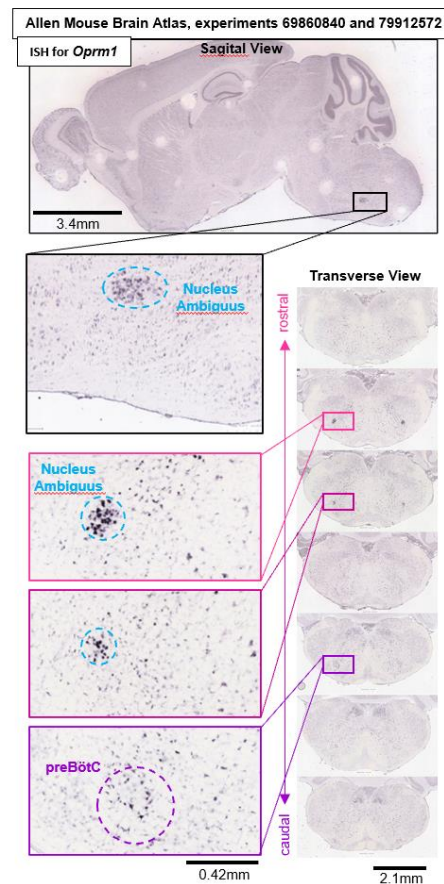 Allen Mouse Brain Atlas, experiments 69860840 and 79912572
ISH for Oprm1
Sagital View
3.4mm
Nucleus
Ambiguus
Transverse View
rostral
Nucleus
Ambiguus
preBötC
caudal
0.42mm
2.1mm